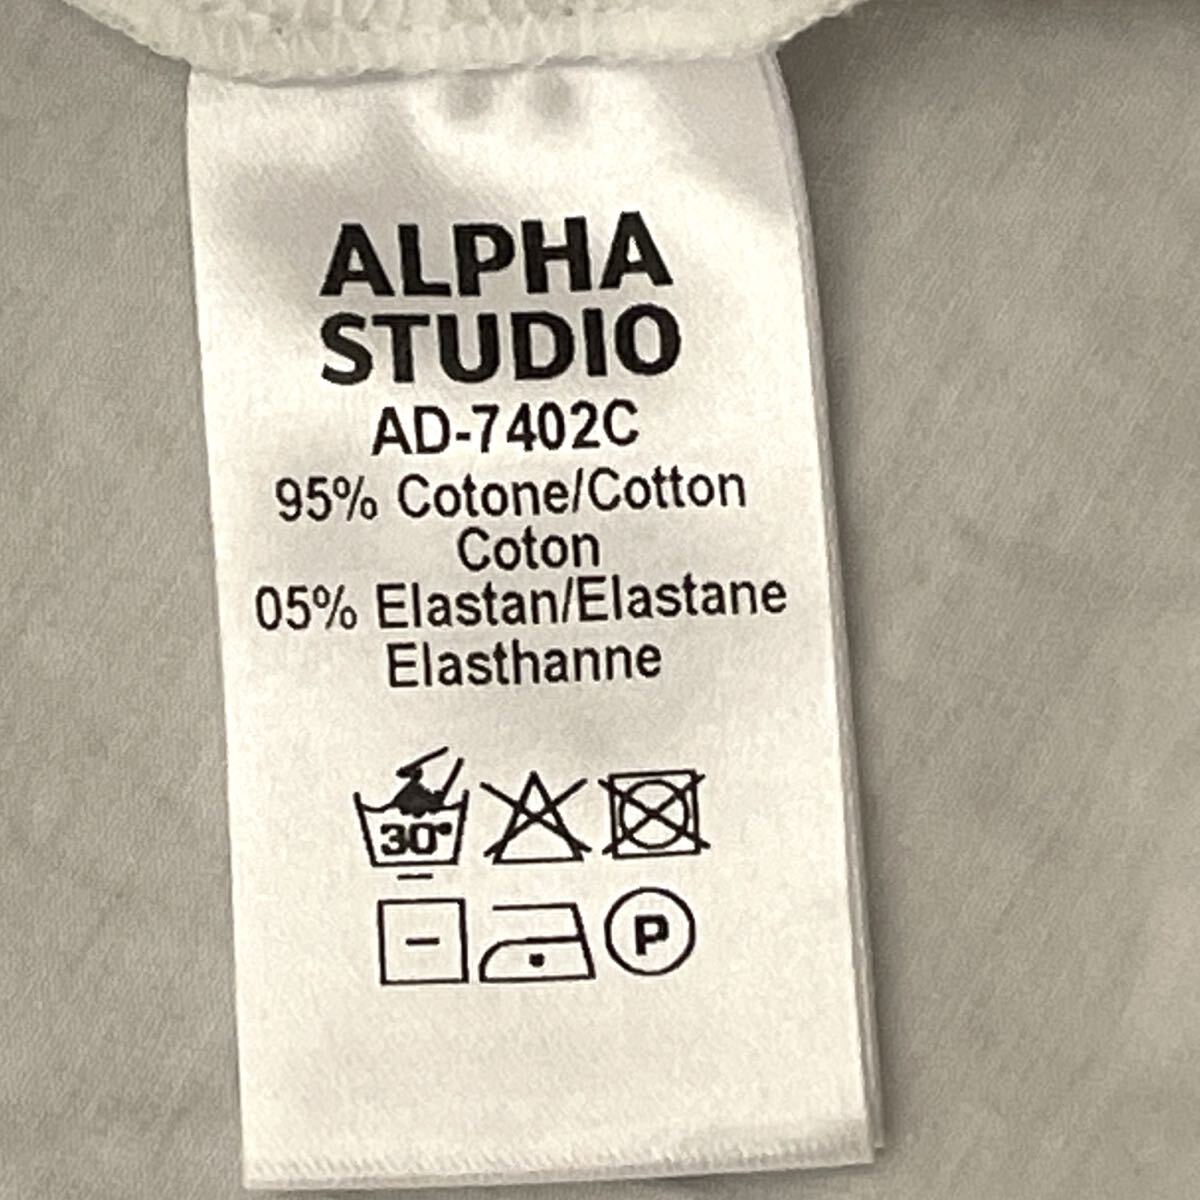 ALPHA
STUDIO
AD-7402C
95% Cotone/Cotton
Coton
05% Elastan/Elastane
Elasthanne
30°
P